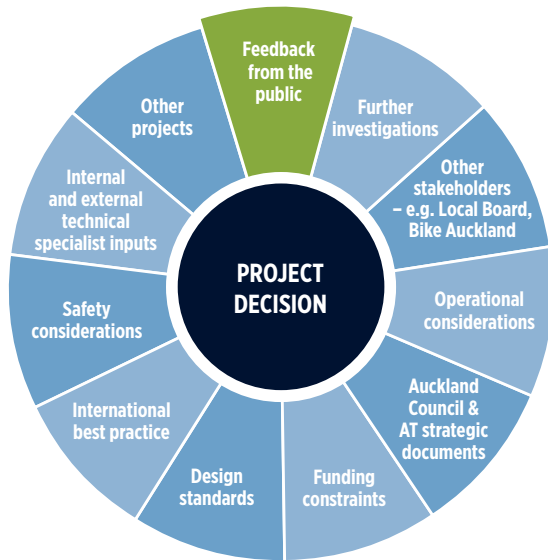 Feedback
from the
public
Further
investigations
Other
stakeholders
– e.g. Local Board,
Bike Auckland
Operational
considerations
Auckland
Council &
AT strategic
documents
Funding
constraints
Design
standards
International
best practice
Safety
considerations
Internal
and external
technical
specialist inputs
Other
projects
PROJECT
DECISION